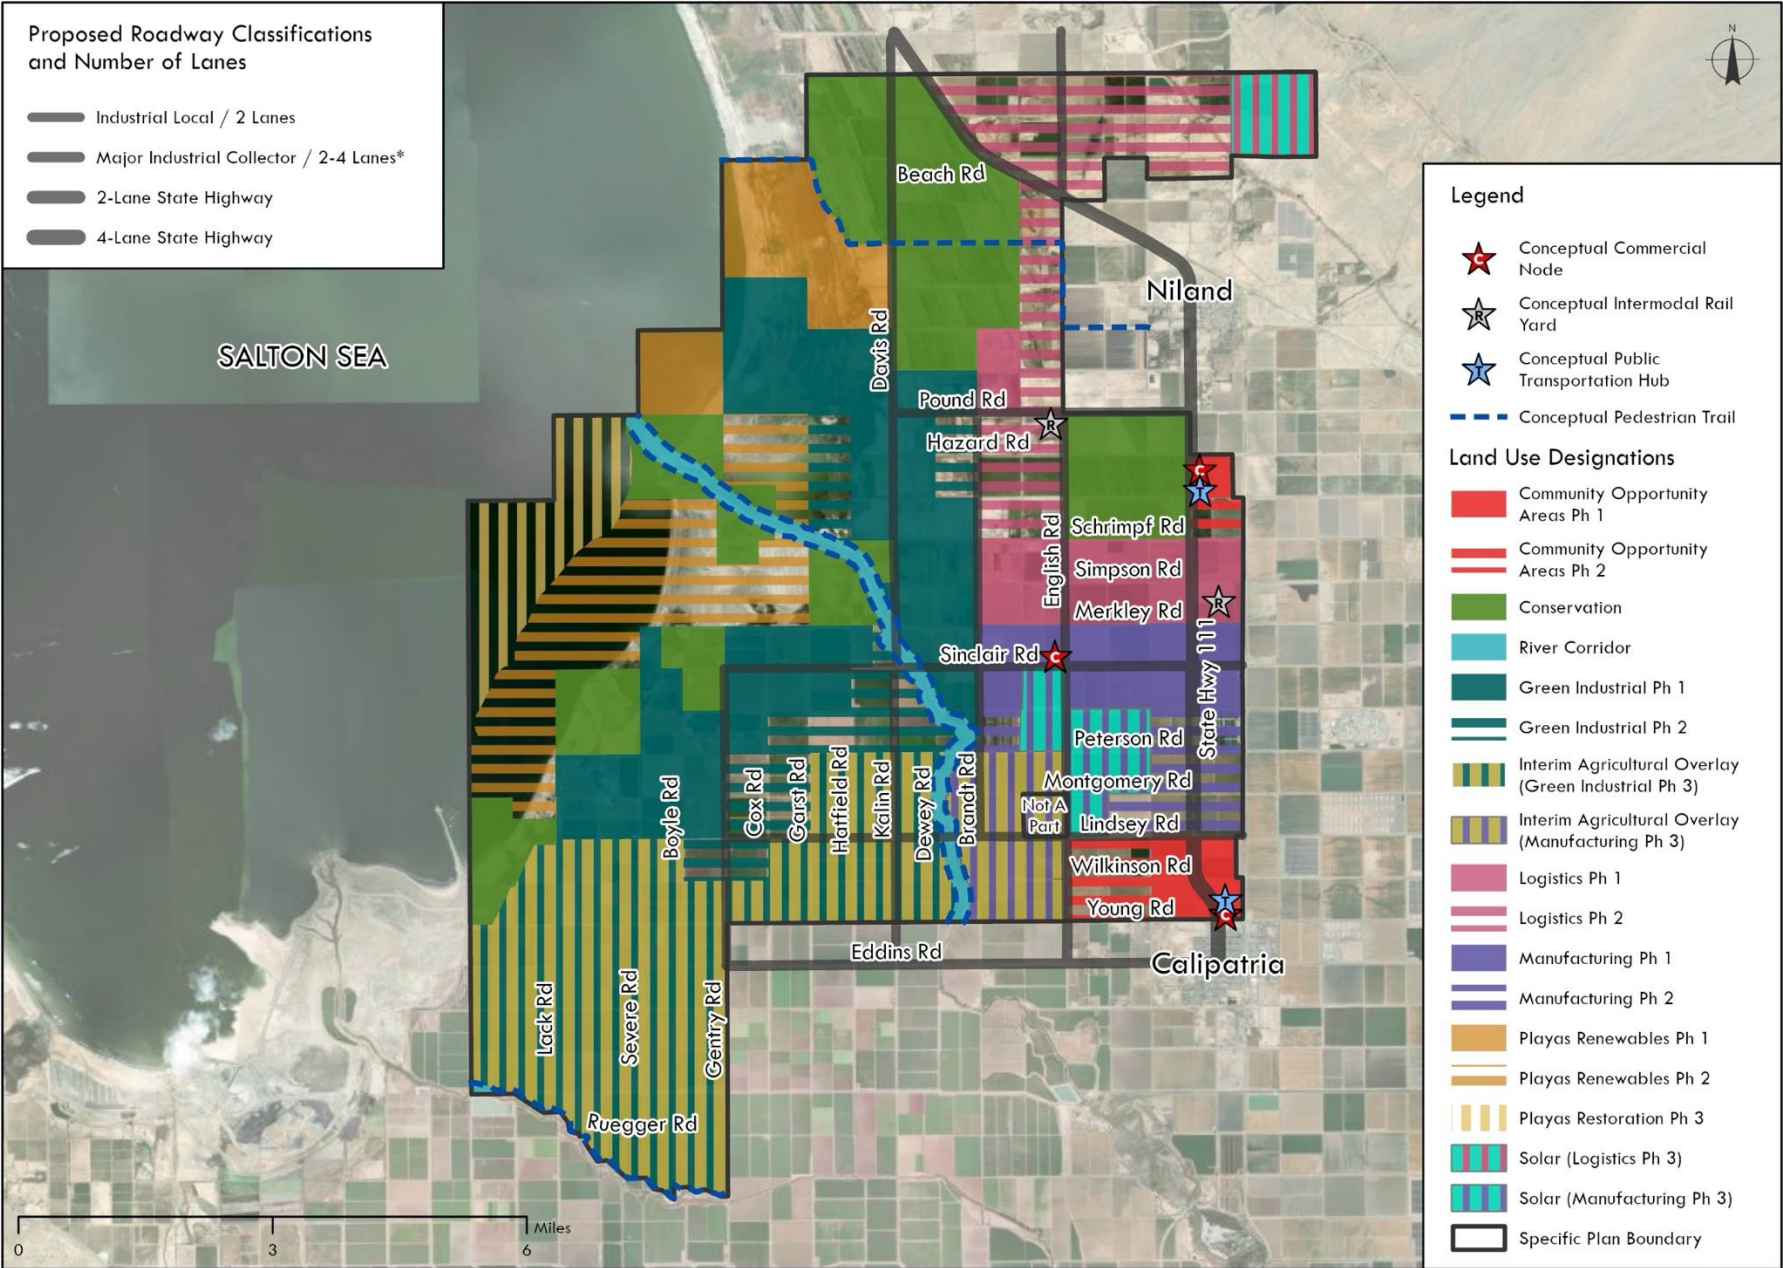 Proposed Roadway Classifications
and Number of Lanes
Industrial Local / 2 Lanes
Major Industrial Collector / 2-4 Lanes*
2-Lane State Highway
4-Lane State Highway
N
SALTON SEA
Beach Rd
Niland
Davis Rd
Pound Rd
R
Hazard Rd
C
T
Schrimpf Rd
English Rd
Simpson Rd
Merkley Rd
R
Sinclair Rd
C
State Hwy 111
Peterson Rd
Montgomery Rd
Not A
Part
Lindsey Rd
Boyle Rd
Cox Rd
Garst Rd
Hatfield Rd
Kalin Rd
Dewey Rd
Brandt Rd
Wilkinson Rd
Young Rd
T
C
Eddins Rd
Calipatria
Lack Rd
Severe Rd
Gentry Rd
Ruegger Rd
Miles
0 3 6
Legend
C Conceptual Commercial
Node
R Conceptual Intermodal Rail
Yard
T Conceptual Public
Transportation Hub
Conceptual Pedestrian Trail
Land Use Designations
Community Opportunity
Areas Ph 1
Community Opportunity
Areas Ph 2
Conservation
River Corridor
Green Industrial Ph 1
Green Industrial Ph 2
Interim Agricultural Overlay
(Green Industrial Ph 3)
Interim Agricultural Overlay
(Manufacturing Ph 3)
Logistics Ph 1
Logistics Ph 2
Manufacturing Ph 1
Manufacturing Ph 2
Playas Renewables Ph 1
Playas Renewables Ph 2
Playas Restoration Ph 3
Solar (Logistics Ph 3)
Solar (Manufacturing Ph 3)
Specific Plan Boundary